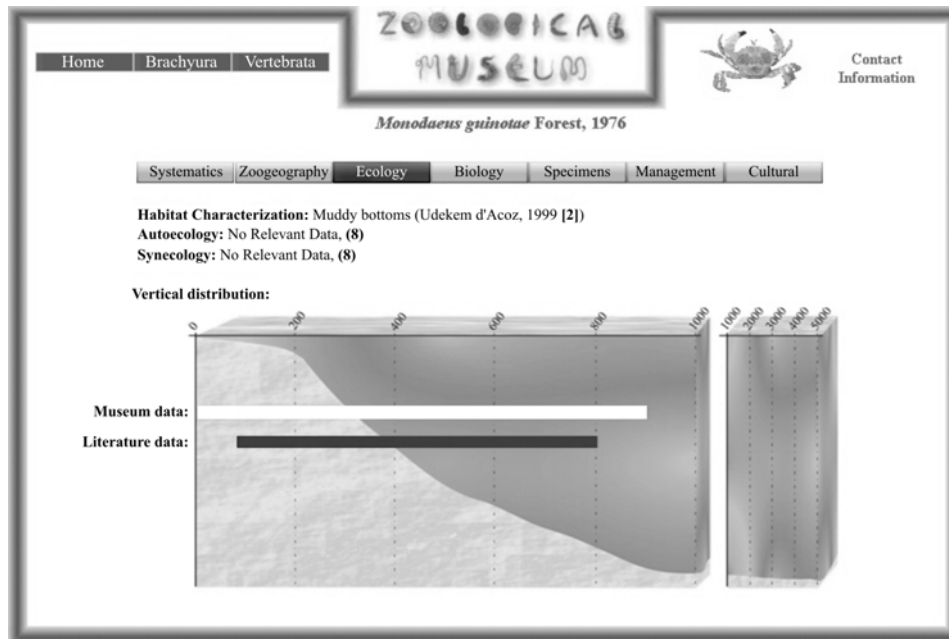 ZOOLOGICAL
MUSEUM
Home Brachyura Vertebrata
Contact
Information
Monodaeus guinotae Forest, 1976
Systematics Zoogeography Ecology Biology Specimens Management Cultural
Habitat Characterization: Muddy bottoms (Udekem d'Acoz, 1999 [2])
Autoecology: No Relevant Data, (8)
Synecology: No Relevant Data, (8)
Vertical distribution:
0 200 400 600 800 1000 1000 2000 3000 4000 5000
Museum data:
Literature data: